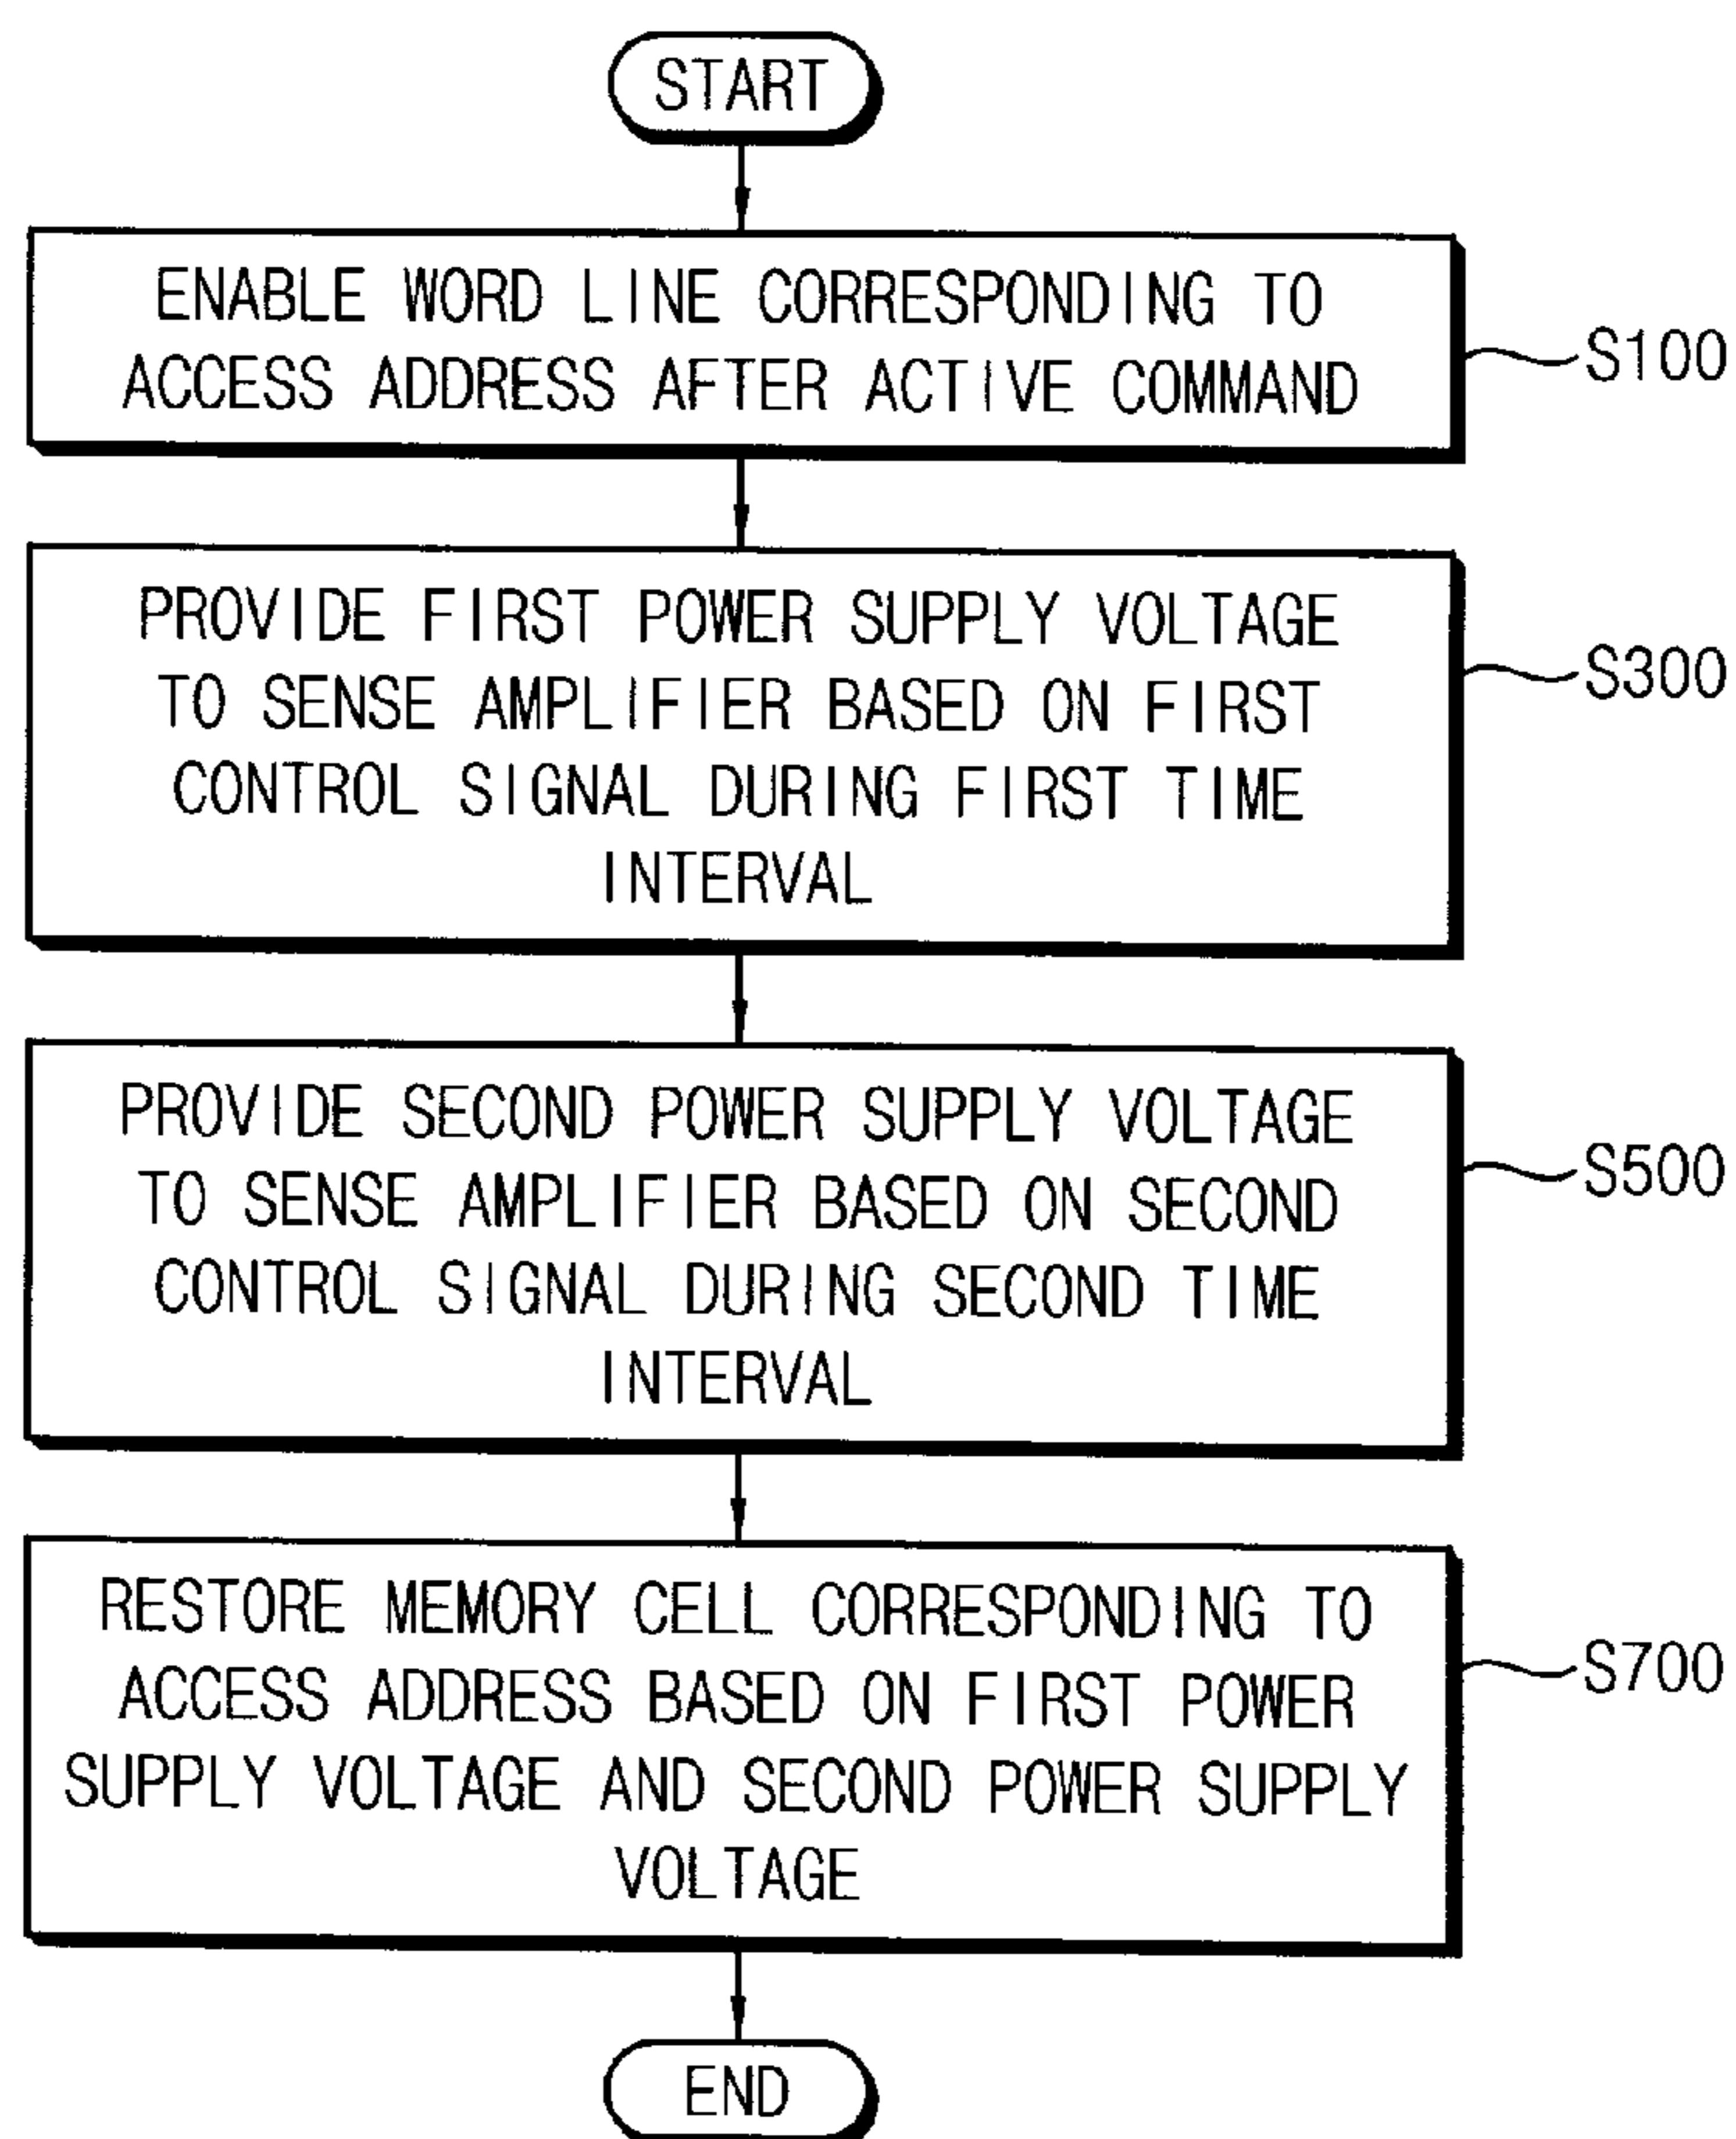 START
ENABLE WORD LINE CORRESPONDING TO
ACCESS ADDRESS AFTER ACTIVE COMMAND
S100
PROVIDE FIRST POWER SUPPLY VOLTAGE
TO SENSE AMPLIFIER BASED ON FIRST
CONTROL SIGNAL DURING FIRST TIME
INTERVAL
S300
PROVIDE SECOND POWER SUPPLY VOLTAGE
TO SENSE AMPLIFIER BASED ON SECOND
CONTROL SIGNAL DURING SECOND TIME
INTERVAL
S500
RESTORE MEMORY CELL CORRESPONDING TO
ACCESS ADDRESS BASED ON FIRST POWER
SUPPLY VOLTAGE AND SECOND POWER SUPPLY
VOLTAGE
S700
END